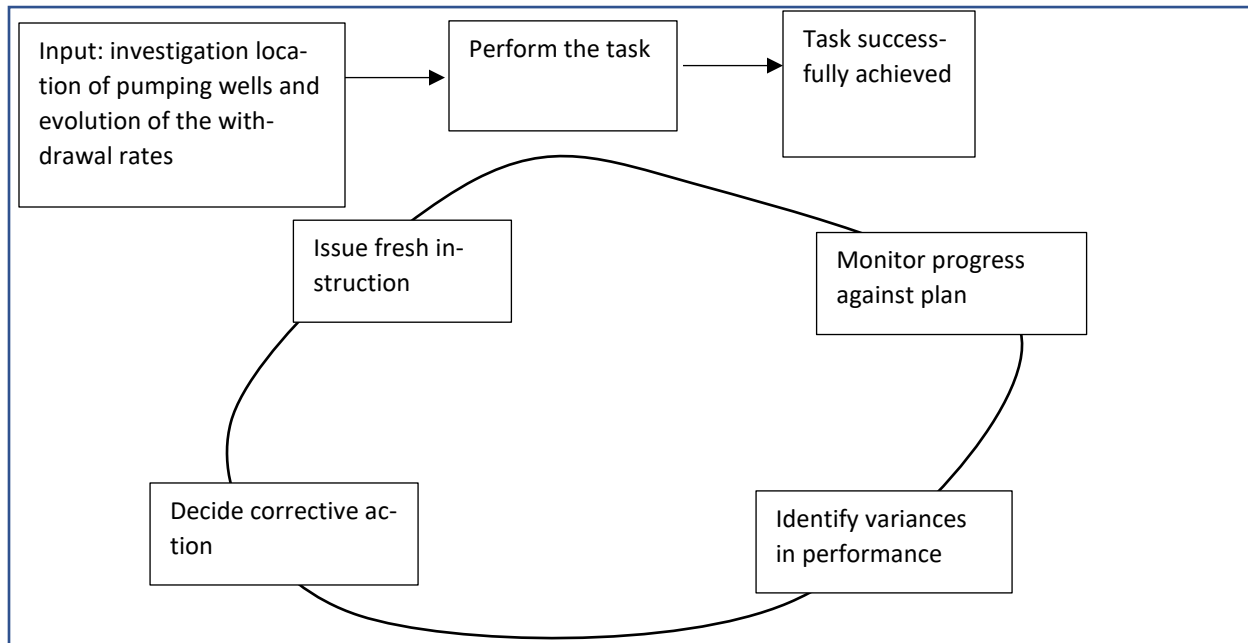 Input: investigation loca-
tion of pumping wells and
evolution of the with-
drawal rates
Perform the task
Task success-
fully achieved
Issue fresh in-
struction
Monitor progress
against plan
Decide corrective ac-
tion
Identify variances
in performance